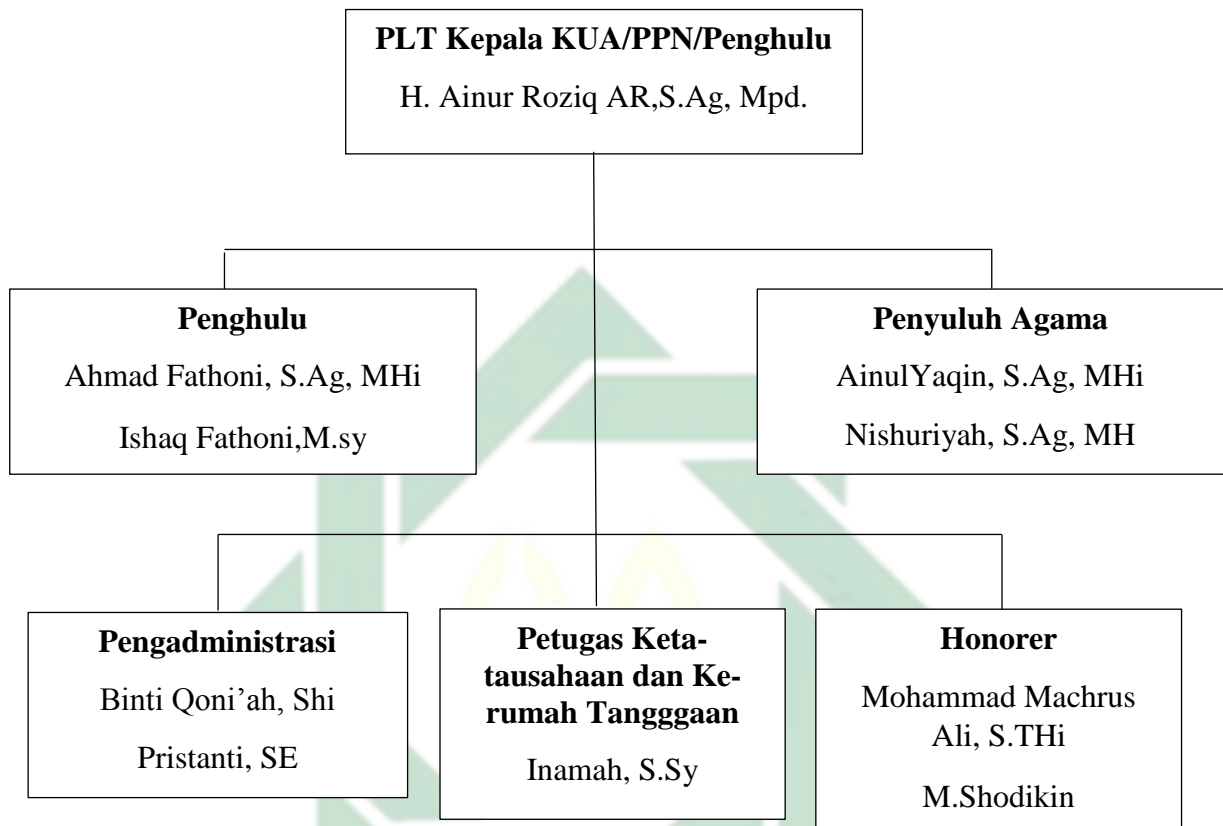 PLT Kepala KUA/PPN/Penghulu
H. Ainur Roziq AR,S.Ag, Mpd.
Penghulu
Ahmad Fathoni, S.Ag, MHi
Ishaq Fathoni,M.sy
Penyuluh Agama
AinulYaqin, S.Ag, MHi
Nishuriyah, S.Ag, MH
Pengadministrasi
Binti Qoni’ah, Shi
Pristanti, SE
Petugas Keta-
tausahaan dan Ke-
rumah Tangggaan
Inamah, S.Sy
Honorer
Mohammad Machrus
Ali, S.THi
M.Shodikin